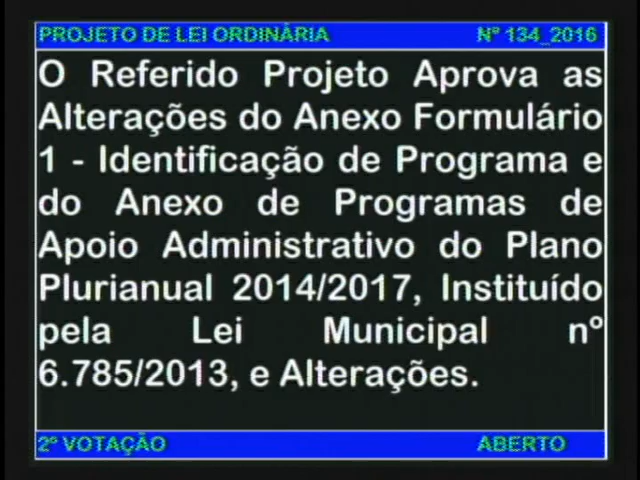 PROJETO DE LEI ORDINÁRIA Nº 134_2016
O Referido Projeto Aprova as
Alterações do Anexo Formulário
1 - Identificação de Programa e
do Anexo de Programas de
Apoio Administrativo do Plano
Plurianual 2014/2017, Instituído
pela Lei Municipal nº
6.785/2013, e Alterações.
2ª VOTAÇÃO ABERTO